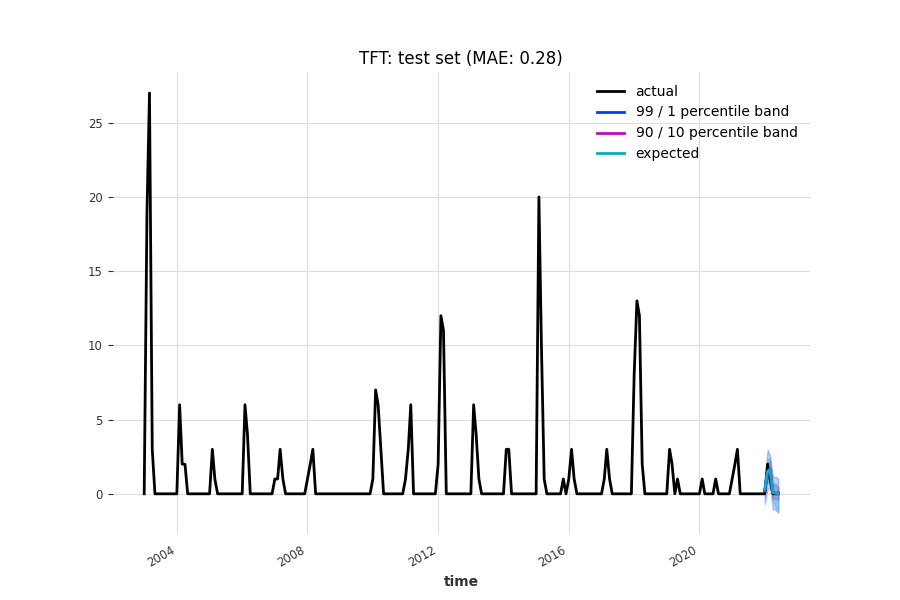 TFT: test set (MAE: 0.28)
actual
99 / 1 percentile band
90 / 10 percentile band
expected
25
20
15
10
5
0
2004
2008
2012
2016
2020
time